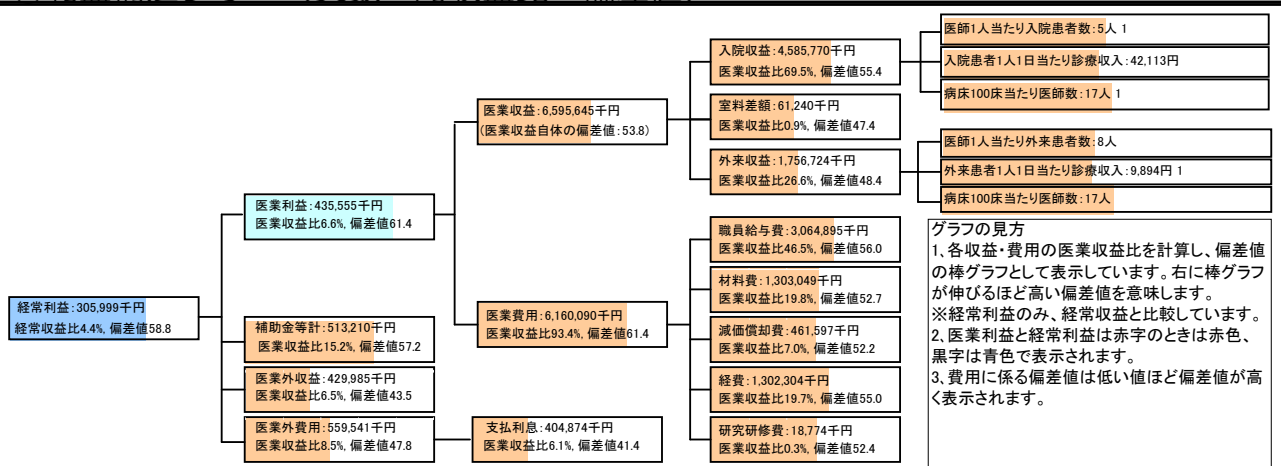 経常利益:305,999千円
経常収益比4.4%, 偏差値58.8
医業利益:435,555千円
医業収益比6.6%, 偏差値61.4
補助金等計:513,210千円
医業収益比15.2%, 偏差値57.2
医業外収益:429,985千円
医業収益比6.5%, 偏差値43.5
医業外費用:559,541千円
医業収益比8.5%, 偏差値47.8
支払利息:404,874千円
医業収益比6.1%, 偏差値41.4
医業収益:6,595,645千円
(医業収益自体の偏差値:53.8)
医業費用:6,160,090千円
医業収益比93.4%, 偏差値61.4
入院収益:4,585,770千円
医業収益比69.5%, 偏差値55.4
室料差額:61,240千円
医業収益比0.9%, 偏差値47.4
外来収益:1,756,724千円
医業収益比26.6%, 偏差値48.4
職員給与費:3,064,895千円
医業収益比46.5%, 偏差値56.0
材料費:1,303,049千円
医業収益比19.8%, 偏差値52.7
減価償却費:461,597千円
医業収益比7.0%, 偏差値52.2
経費:1,302,304千円
医業収益比19.7%, 偏差値55.0
研究研修費:18,774千円
医業収益比0.3%, 偏差値52.4
医師1人当たり入院患者数:5人 1
入院患者1人1日当たり診療収入:42,113円
病床100床当たり医師数:17人 1
医師1人当たり外来患者数:8人
外来患者1人1日当たり診療収入:9,894円 1
病床100床当たり医師数:17人
グラフの見方
1、各収益・費用の医業収益比を計算し、偏差値
の棒グラフとして表示しています。右に棒グラフ
が伸びるほど高い偏差値を意味します。
※経常利益のみ、経常収益と比較しています。
2、医業利益と経常利益は赤字のときは赤色、
黒字は青色で表示されます。
3、費用に係る偏差値は低い値ほど偏差値が高
く表示されます。